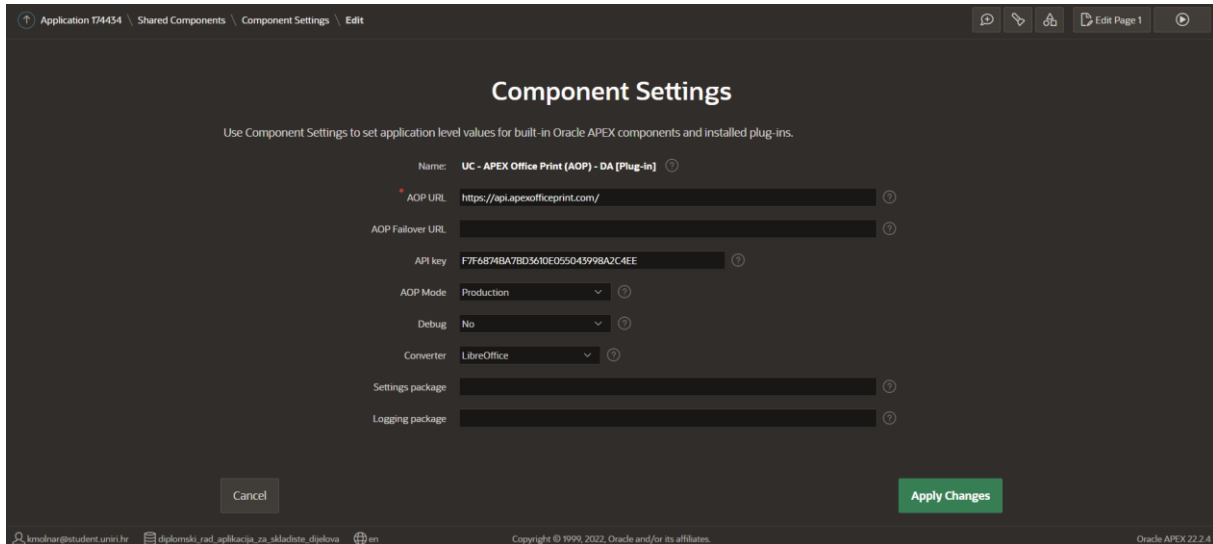 Application 174434 \ Shared Components \ Component Settings \ Edit
Edit Page 1
Component Settings
Use Component Settings to set application level values for built-in Oracle APEX components and installed plug-ins.
Name: UC - APEX Office Print (AOP) - DA [Plug-in]
* AOP URL https://api.apexofficeprint.com/
AOP Failover URL
API key F7F6874BA7BD3610E055043998A2C4EE
AOP Mode Production
Debug No
Converter LibreOffice
Settings package
Logging package
Cancel Apply Changes
kmolnar@student.uniri.hr diplomski_rad_aplikacija_za_skladiste_dijelova en Copyright © 1999, 2022, Oracle and/or its affiliates. Oracle APEX 22.2.4